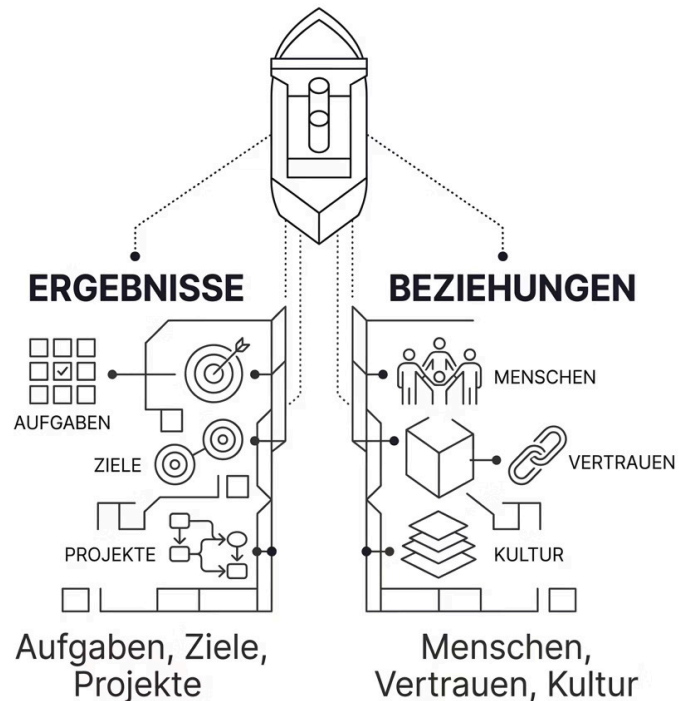 ERGEBNISSE
AUFGABEN
ZIELE
PROJEKTE
Aufgaben, Ziele,
Projekte
BEZIEHUNGEN
MENSCHEN
VERTRAUEN
KULTUR
Menschen,
Vertrauen, Kultur